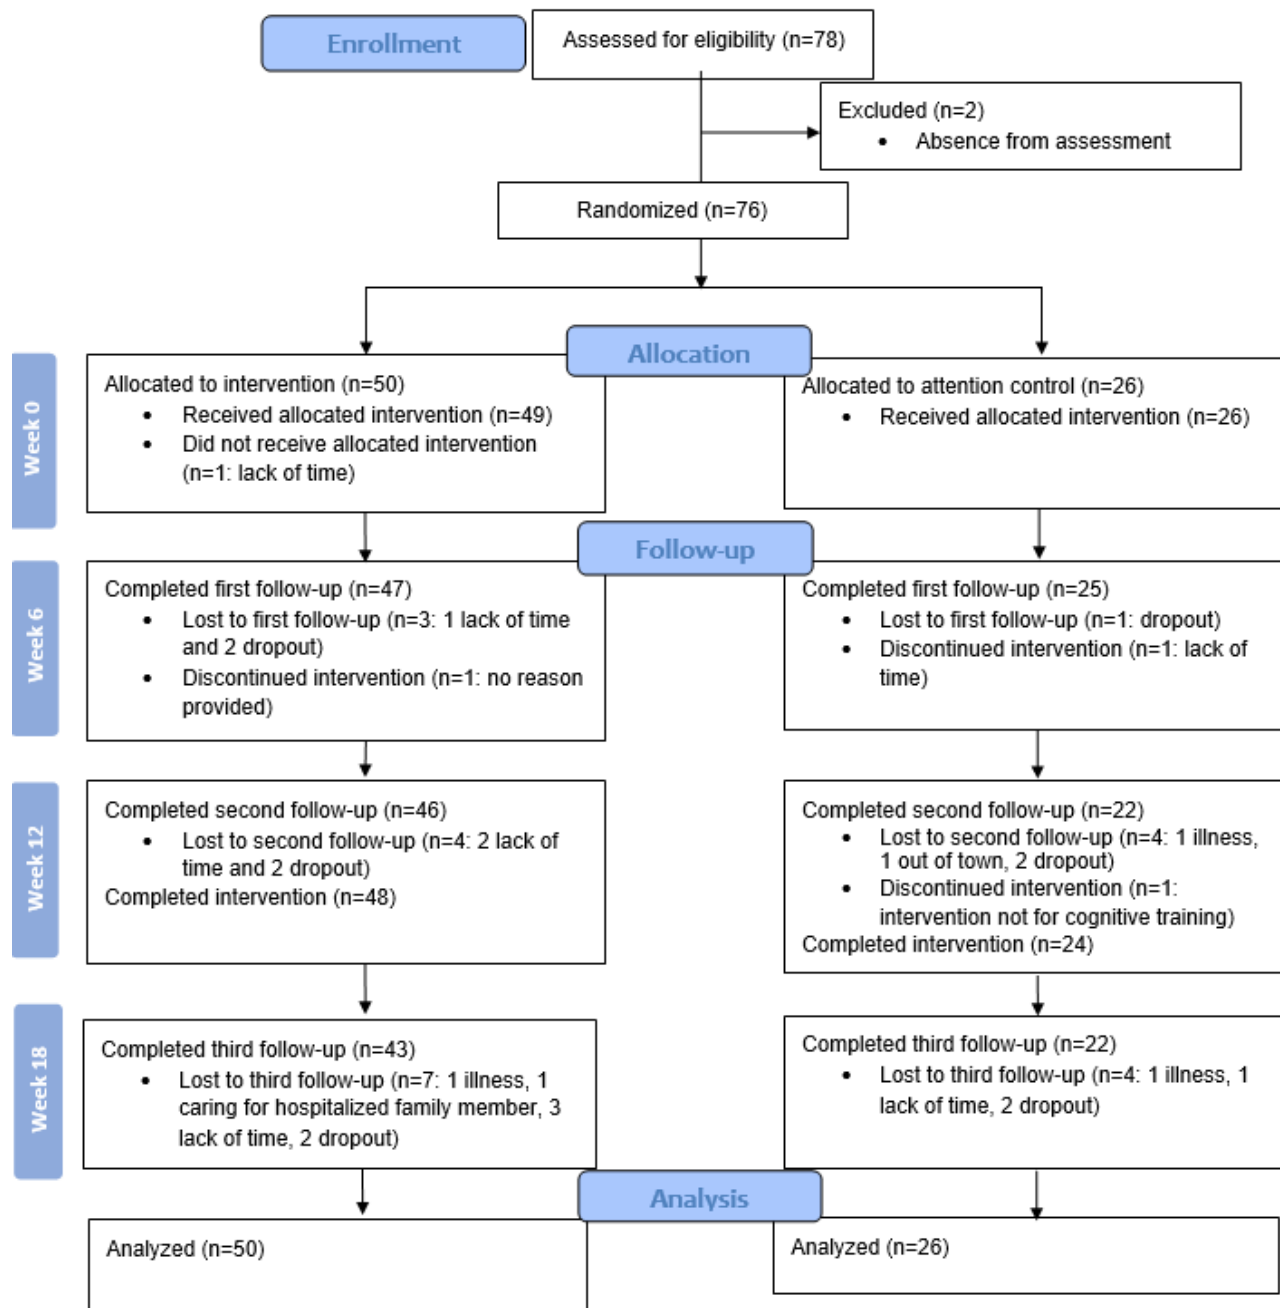 Enrollment
Assessed for eligibility (n=78)
Excluded (n=2)
• Absence from assessment
Randomized (n=76)
Allocation
Week 0
Allocated to intervention (n=50)
• Received allocated intervention (n=49)
• Did not receive allocated intervention
(n=1: lack of time)
Allocated to attention control (n=26)
• Received allocated intervention (n=26)
Follow-up
Week 6
Completed first follow-up (n=47)
• Lost to first follow-up (n=3: 1 lack of time
and 2 dropout)
• Discontinued intervention (n=1: no reason
provided)
Completed first follow-up (n=25)
• Lost to first follow-up (n=1: dropout)
• Discontinued intervention (n=1: lack of
time)
Week 12
Completed second follow-up (n=46)
• Lost to second follow-up (n=4: 2 lack of
time and 2 dropout)
Completed intervention (n=48)
Completed second follow-up (n=22)
• Lost to second follow-up (n=4: 1 illness,
1 out of town, 2 dropout)
• Discontinued intervention (n=1:
intervention not for cognitive training)
Completed intervention (n=24)
Week 18
Completed third follow-up (n=43)
• Lost to third follow-up (n=7: 1 illness, 1
caring for hospitalized family member, 3
lack of time, 2 dropout)
Completed third follow-up (n=22)
• Lost to third follow-up (n=4: 1 illness, 1
lack of time, 2 dropout)
Analysis
Analyzed (n=50)
Analyzed (n=26)